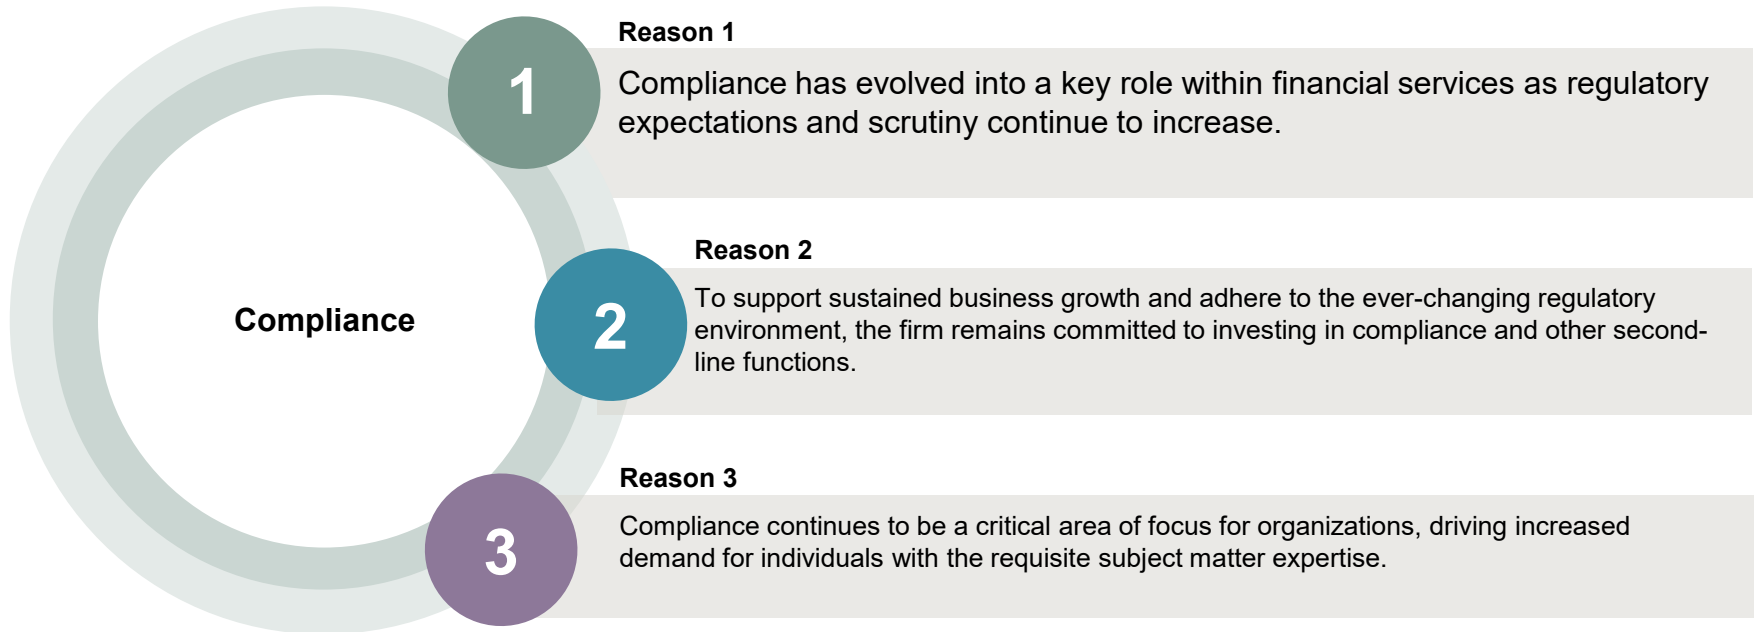 Reason 1
1
Compliance has evolved into a key role within financial services as regulatory
expectations and scrutiny continue to increase.
Compliance
Reason 2
2
To support sustained business growth and adhere to the ever-changing regulatory
environment, the firm remains committed to investing in compliance and other second-
line functions.
Reason 3
3
Compliance continues to be a critical area of focus for organizations, driving increased
demand for individuals with the requisite subject matter expertise.